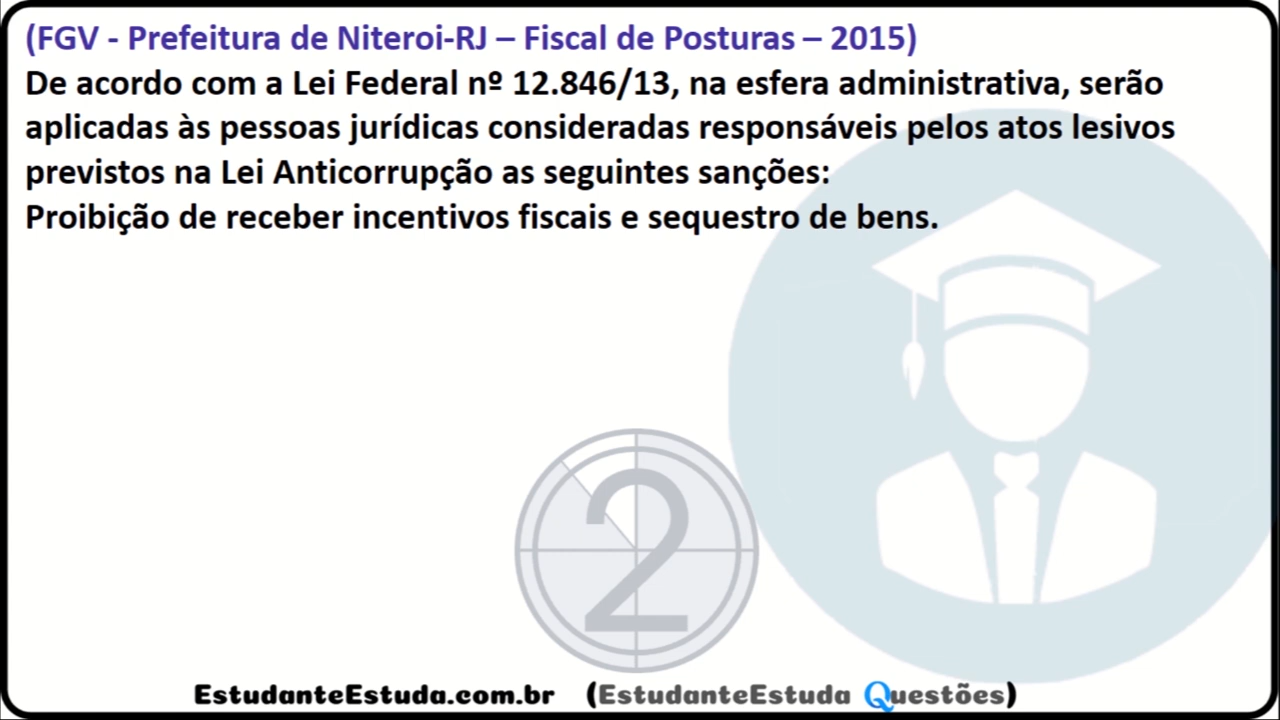 (FGV - Prefeitura de Niteroi-RJ – Fiscal de Posturas – 2015)
De acordo com a Lei Federal nº 12.846/13, na esfera administrativa, serão
aplicadas às pessoas jurídicas consideradas responsáveis pelos atos lesivos
previstos na Lei Anticorrupção as seguintes sanções:
Proibição de receber incentivos fiscais e sequestro de bens.
2
EstudanteEstuda.com.br (EstudanteEstuda Questões)